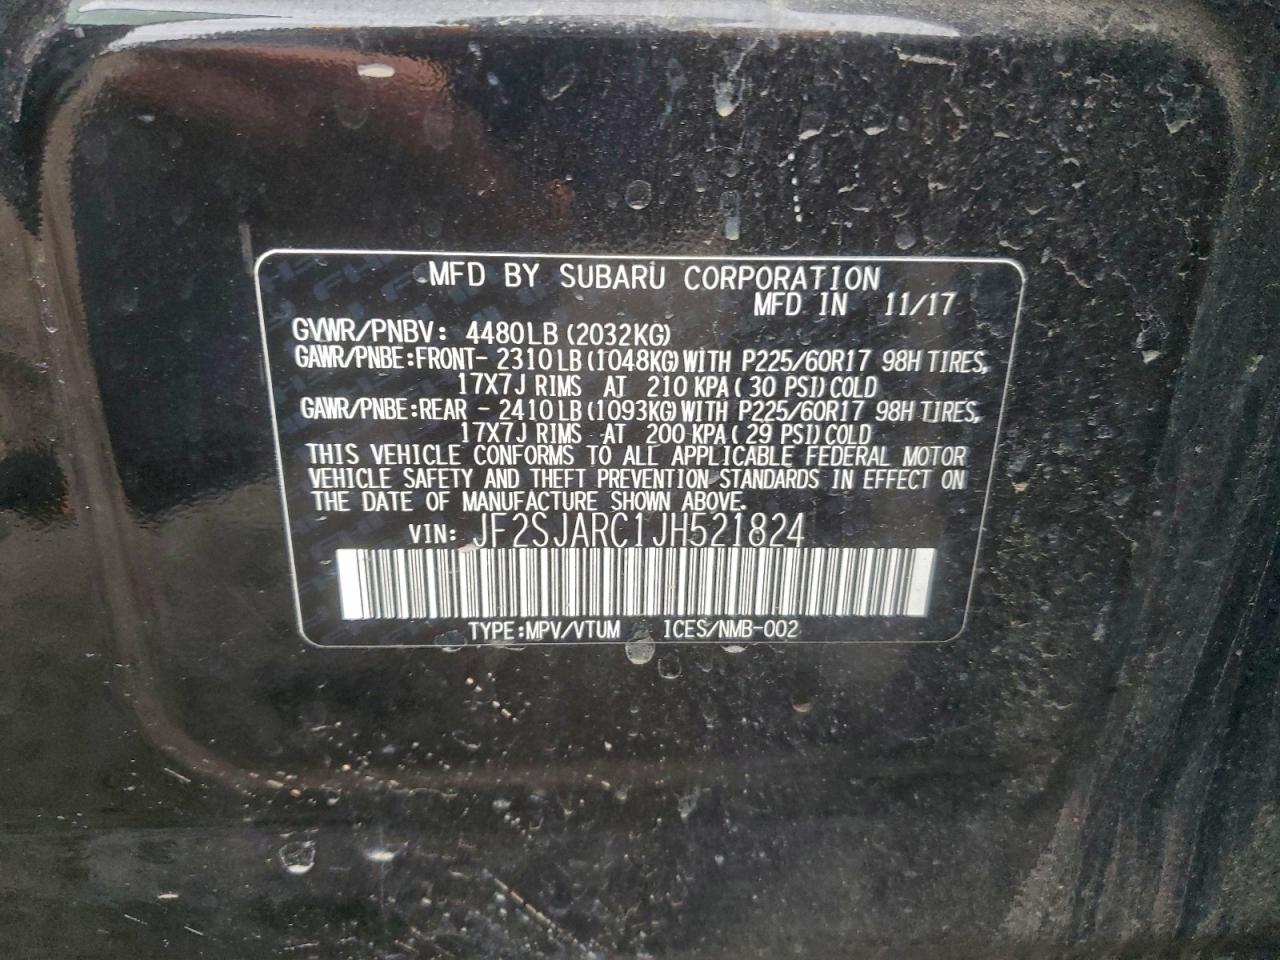 MFD BY SUBARU CORPORATION
MFD IN 11/17
GVWR/PNBV: 4480LB (2032KG)
GAWR/PNBE:FRONT- 2310LB(1048KG)WITH P225/60R17 98H TIRES,
17X7J RIMS AT 210 KPA( 30 PSI)COLD
GAWR/PNBE:REAR - 2410LB(1093KG)WITH P225/60R17 98H TIRES,
17X7J RIMS AT 200 KPA( 29 PSI)COLD
THIS VEHICLE CONFORMS TO ALL APPLICABLE FEDERAL MOTOR
VEHICLE SAFETY AND THEFT PREVENTION STANDARDS IN EFFECT ON
THE DATE OF MANUFACTURE SHOWN ABOVE.
VIN: JF2SJARC1JH521824
TYPE:MPV/VTUM ICES/NMB-002